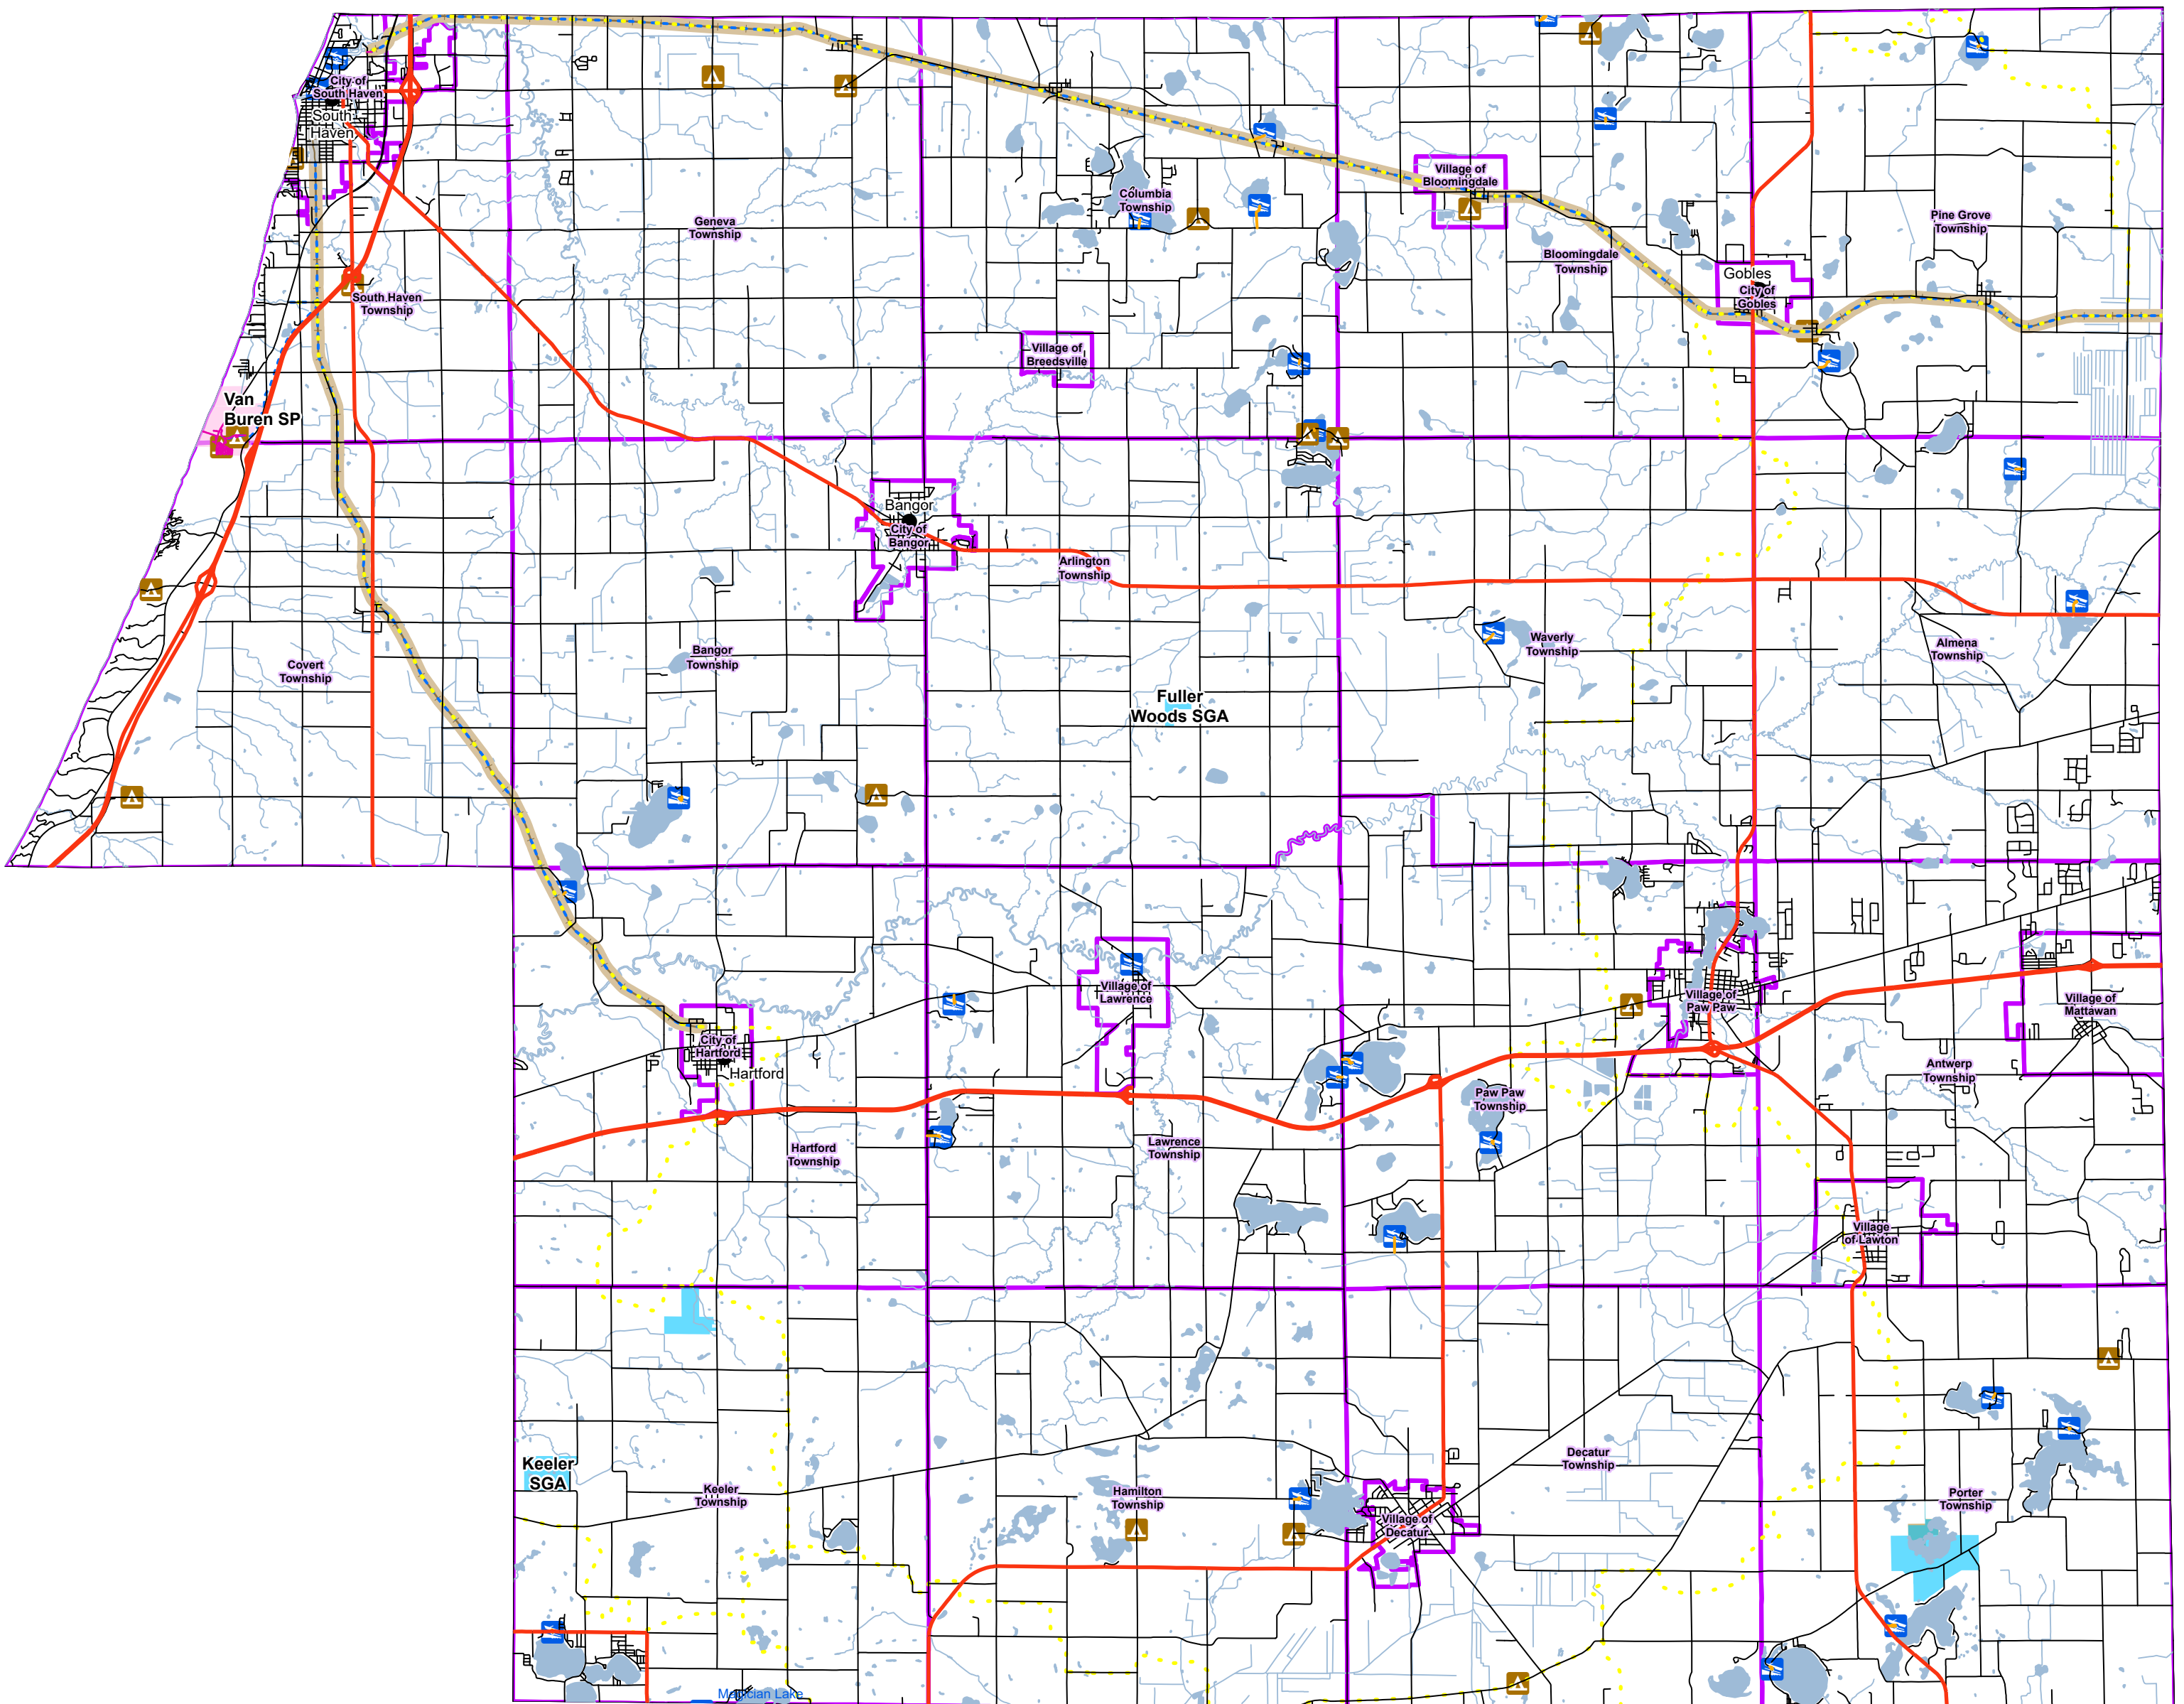 City of
South Haven
South
Haven
Village of
Bloomingdale
Columbia
Township
Geneva
Township
Pine Grove
Township
Bloomingdale
Township
Gobles
City of
Gobles
South Haven
Township
Village of
Breedsville
Van
Buren SP
Bangor
City of
Bangor
Arlington
Township
Waverly
Township
Almena
Township
Bangor
Township
Covert
Township
Fuller
Woods SGA
Village of
Lawrence
Village of
Paw Paw
Village of
Mattawan
City of
Hartford
Hartford
Antwerp
Township
Paw Paw
Township
Hartford
Township
Lawrence
Township
Village
of Lawton
Keeler
SGA
Decatur
Township
Keeler
Township
Hamilton
Township
Porter
Township
Village of
Decatur
Magician Lake